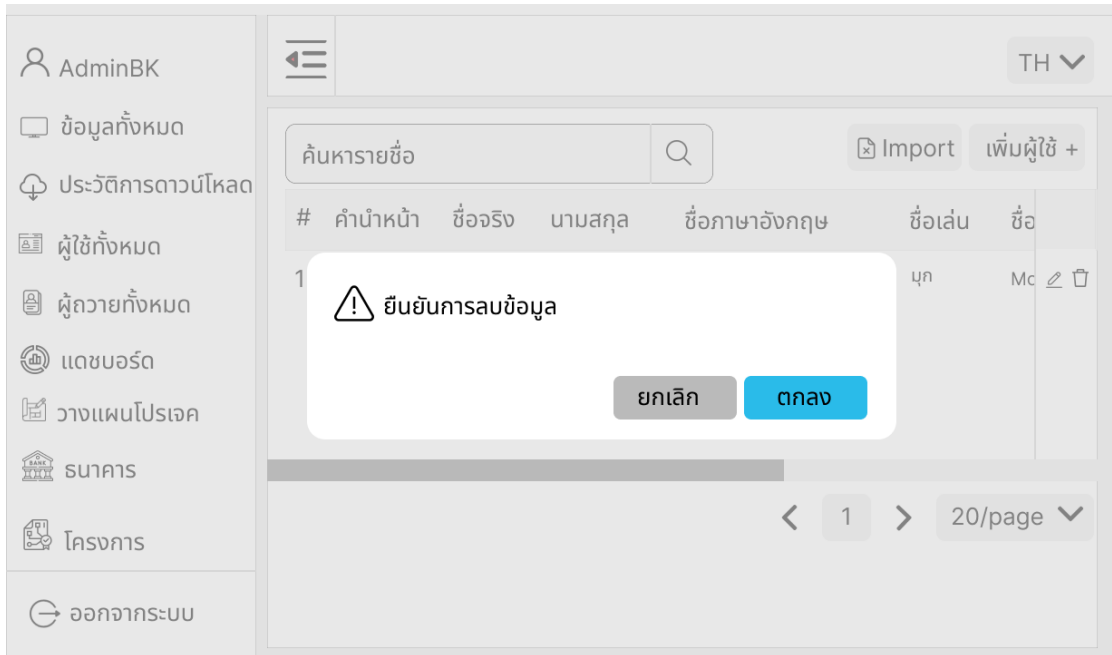 AdminBK
ข้อมูลทั้งหมด
ประวัติการดาวน์โหลด
ผู้ใช้ทั้งหมด
ผู้ถวายทั้งหมด
แดชบอร์ด
วางแผนโปรเจค
BANK
ธนาคาร
โครงการ
ออกจากระบบ
TH
ค้นหารายชื่อ
Import
เพิ่มผู้ใช้ +
# คำนำหน้า ชื่อจริง นามสกุล ชื่อภาษาอังกฤษ ชื่อเล่น ชื่อ
1 มุก
ยืนยันการลบข้อมูล
ยกเลิก ตกลง
1 20/page